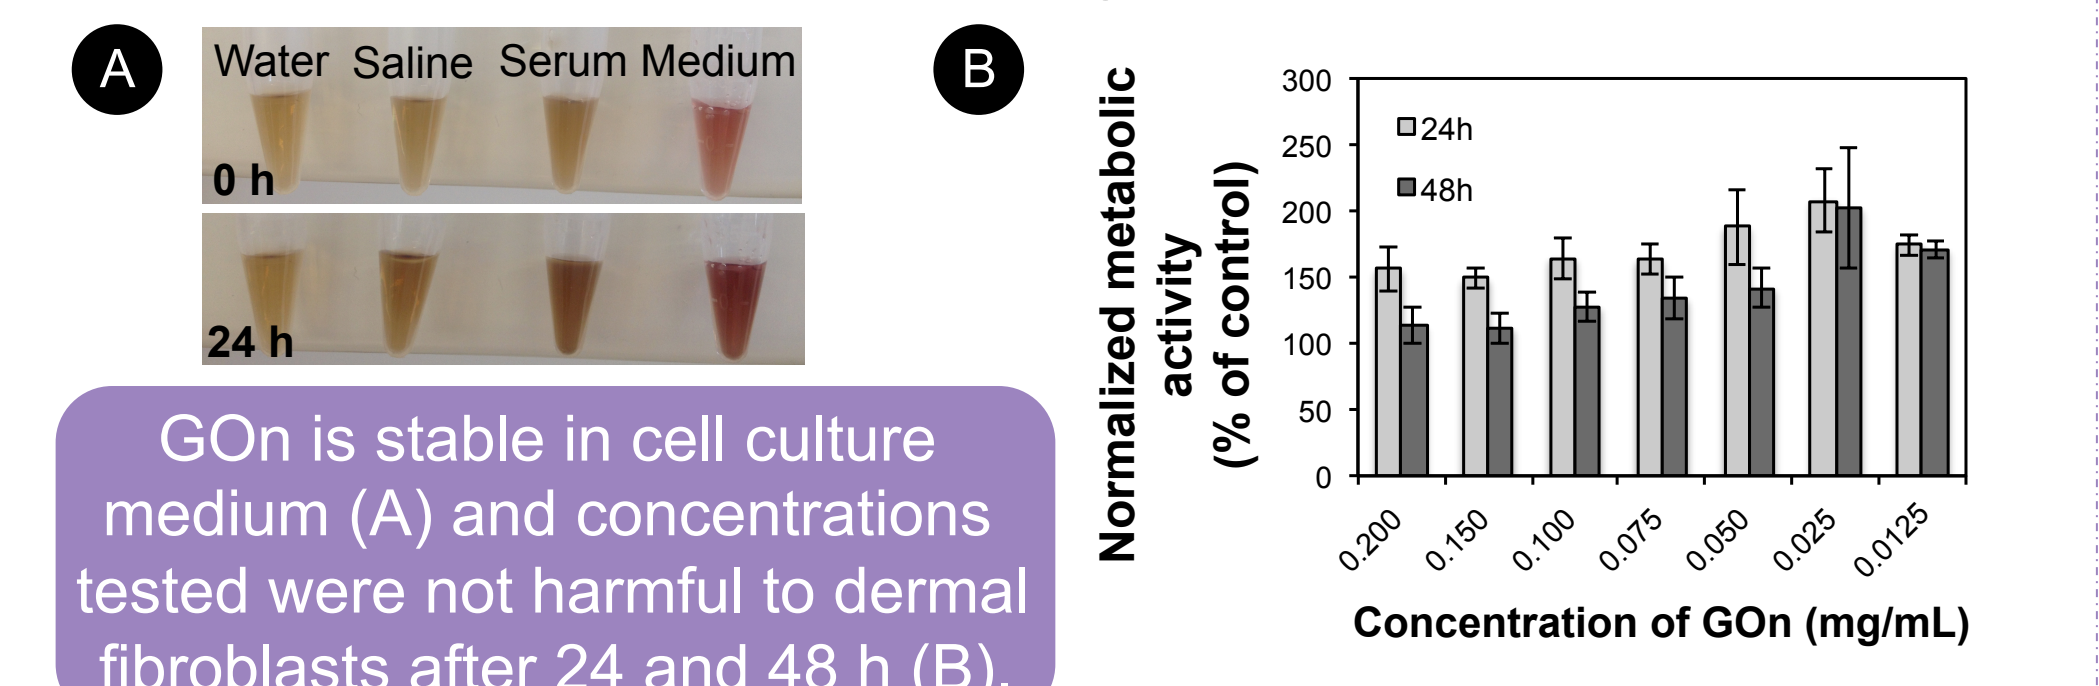 A
Water Saline Serum Medium
0 h
24 h
GOn is stable in cell culture
medium (A) and concentrations
tested were not harmful to dermal
fibroblasts after 24 and 48 h (B).
B
Normalized metabolic
activity
(% of control)
300
250
200
150
100
50
0
24h
48h
0.200 0.150 0.100 0.075 0.050 0.025 0.0125
Concentration of GOn (mg/mL)